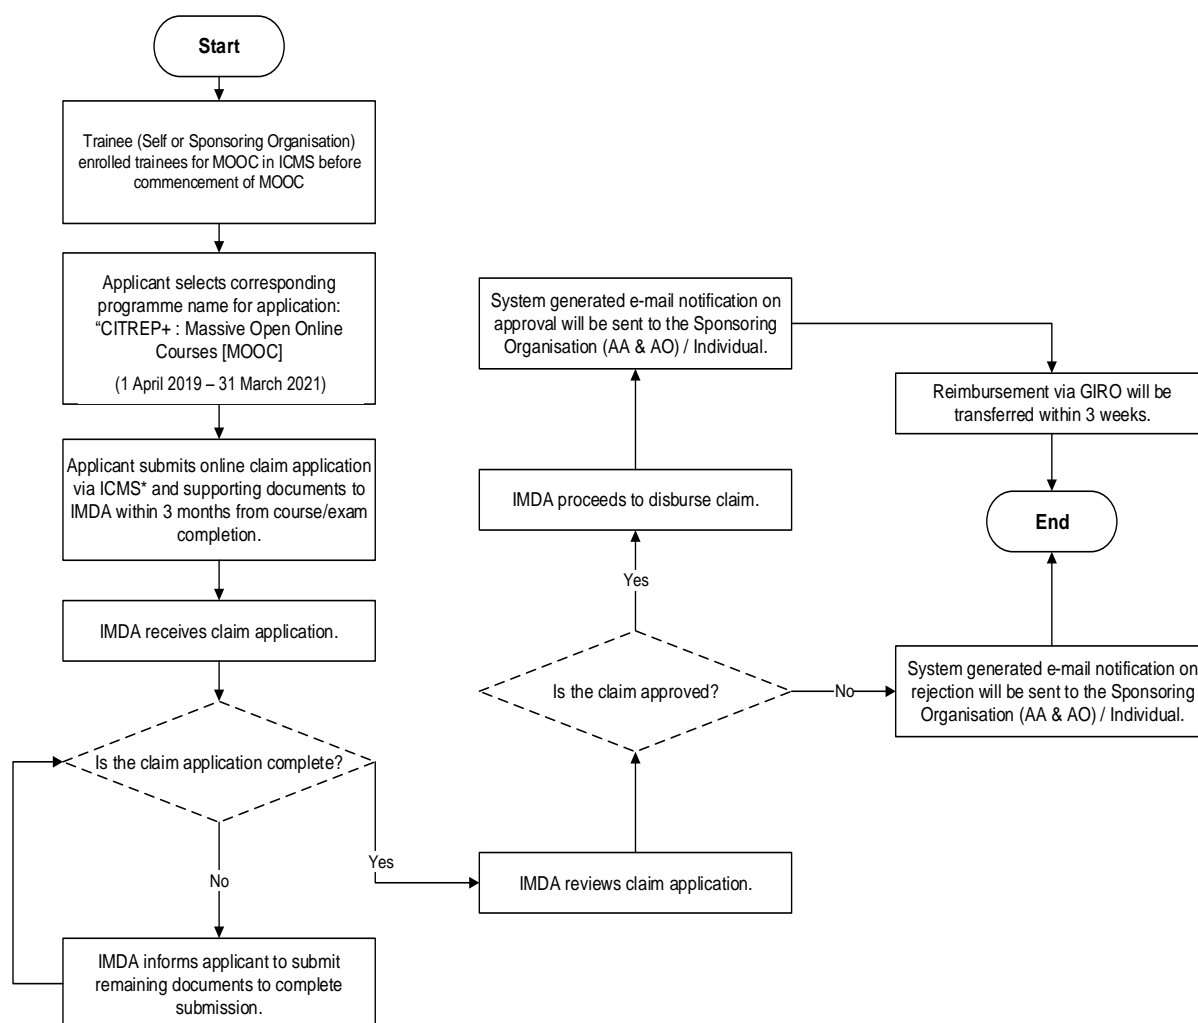 Start
Trainee (Self or Sponsoring Organisation)
enrolled trainees for MOOC in ICMS before
commencement of MOOC
Applicant selects corresponding
programme name for application:
“CITREP+ : Massive Open Online
Courses [MOOC]
(1 April 2019 – 31 March 2021)
Applicant submits online claim application
via ICMS* and supporting documents to
IMDA within 3 months from course/exam
completion.
IMDA receives claim application.
Is the claim application complete?
No
IMDA informs applicant to submit
remaining documents to complete
submission.
Yes
IMDA reviews claim application.
Is the claim approved?
Yes
IMDA proceeds to disburse claim.
System generated e-mail notification on
approval will be sent to the Sponsoring
Organisation (AA & AO) / Individual.
Reimbursement via GIRO will be
transferred within 3 weeks.
No
System generated e-mail notification on
rejection will be sent to the Sponsoring
Organisation (AA & AO) / Individual.
End